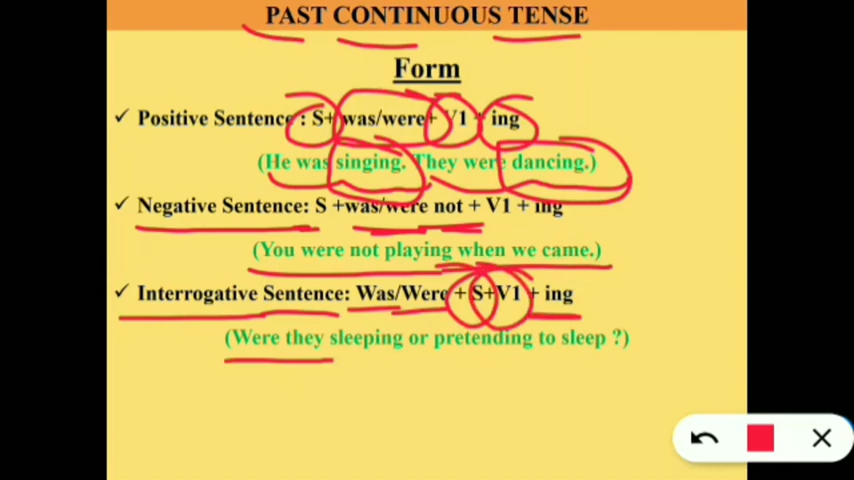 PAST CONTINUOUS TENSE
Form
✓ Positive Sentence : S+ was/were+ V1 + ing
(He was singing. They were dancing.)
✓ Negative Sentence: S +was/were not + V1 + ing
(You were not playing when we came.)
✓ Interrogative Sentence: Was/Were + S+V1 + ing
(Were they sleeping or pretending to sleep ?)